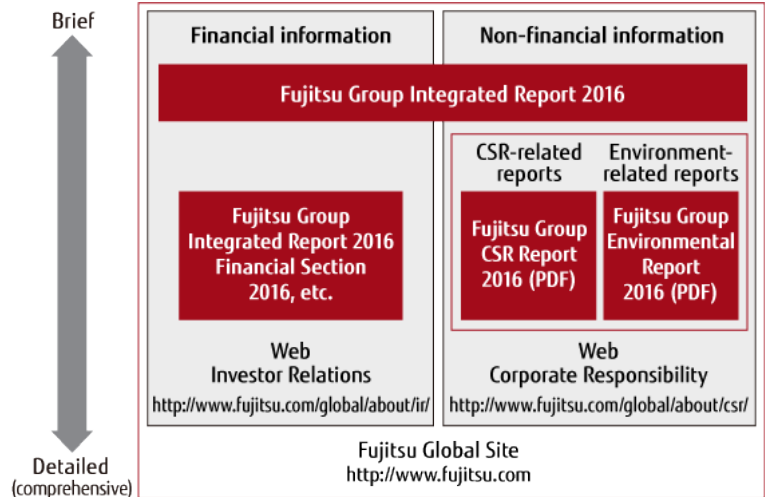 Brief
Detailed
(comprehensive)
Financial information
Non-financial information
Fujitsu Group Integrated Report 2016
Fujitsu Group
Integrated Report 2016
Financial Section
2016, etc.
Web
Investor Relations
http://www.fujitsu.com/global/about/ir/
CSR-related
reports
Fujitsu Group
CSR Report
2016 (PDF)
Environment-
related reports
Fujitsu Group
Environmental
Report
2016 (PDF)
Web
Corporate Responsibility
http://www.fujitsu.com/global/about/csr/
Fujitsu Global Site
http://www.fujitsu.com